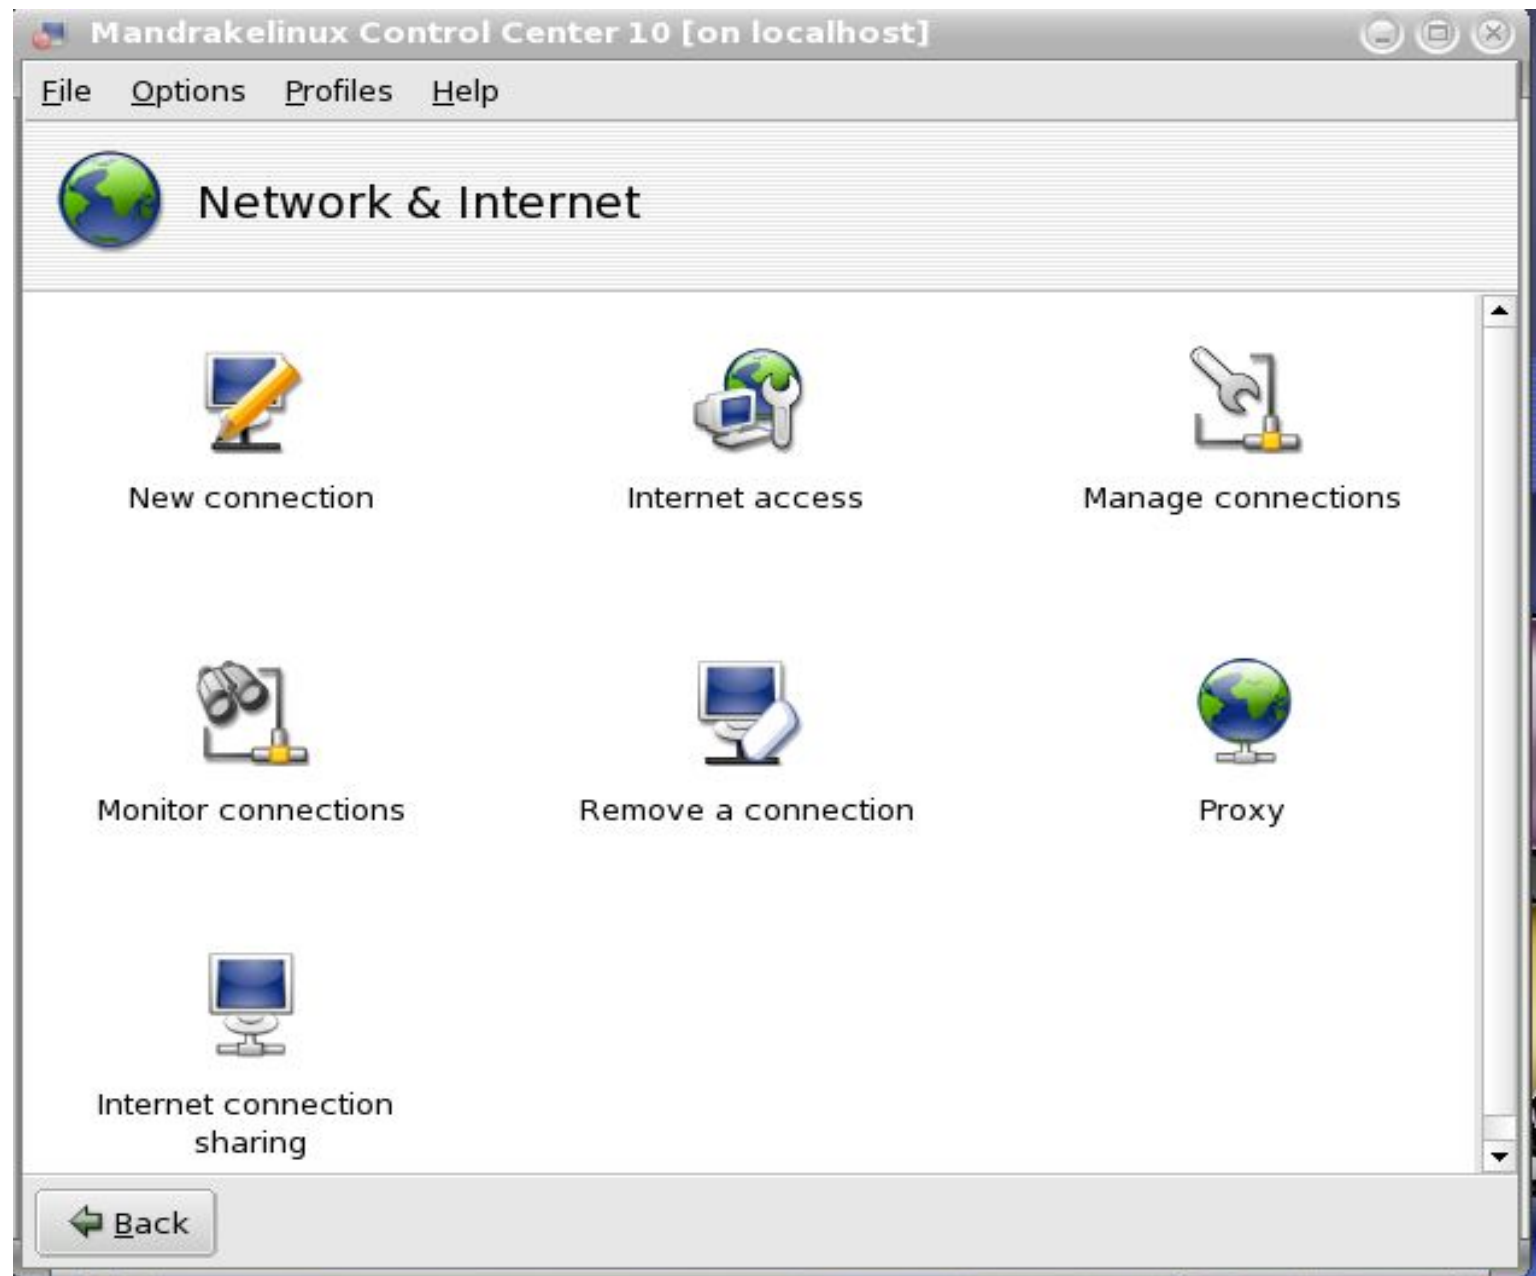 Mandrakelinux Control Center 10 [on localhost]
File Options Profiles Help
Network & Internet
New connection Internet access Manage connections
Monitor connections Remove a connection Proxy
Internet connection
sharing
Back